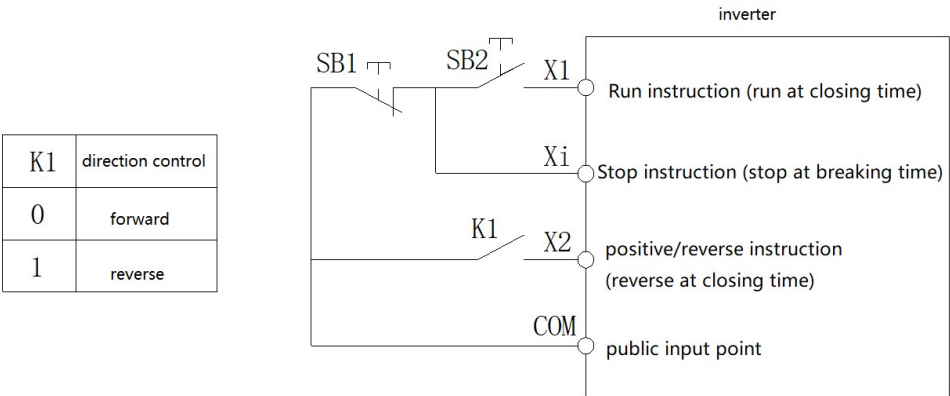 inverter
SB1
SB2
X1
Run instruction (run at closing time)
K1 direction control
0 forward
1 reverse
Xi
Stop instruction (stop at breaking time)
K1
X2
positive/reverse instruction
(reverse at closing time)
COM
public input point